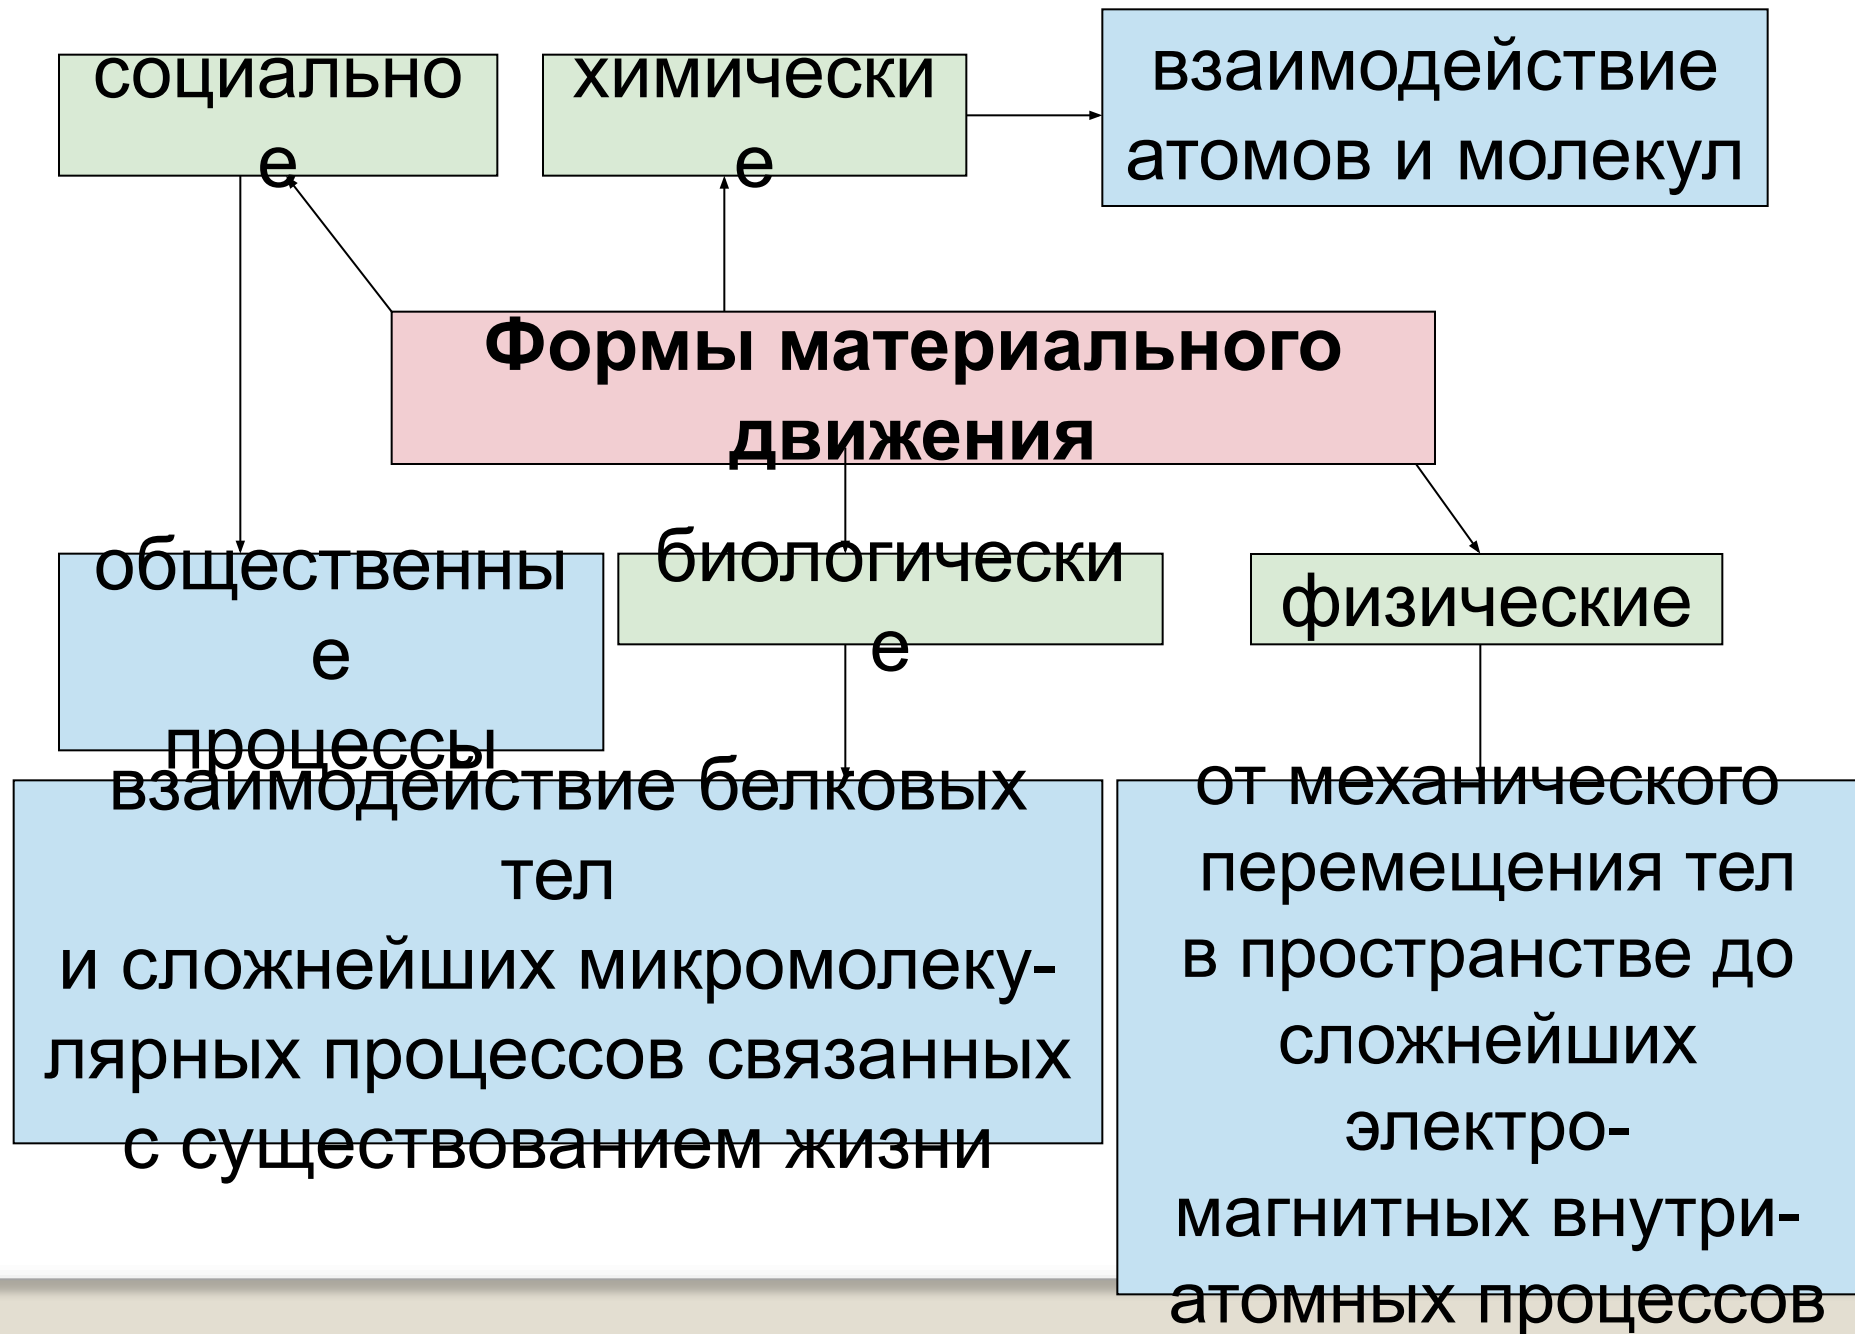 социально
е
химически
е
взаимодействие
атомов и молекул
Формы материального
движения
общественны
е
процессы
биологически
е
физические
взаимодействие белковых
тел
и сложнейших микромолеку-
лярных процессов связанных
с существованием жизни
от механического
перемещения тел
в пространстве до
сложнейших
электро-
магнитных внутри-
атомных процессов